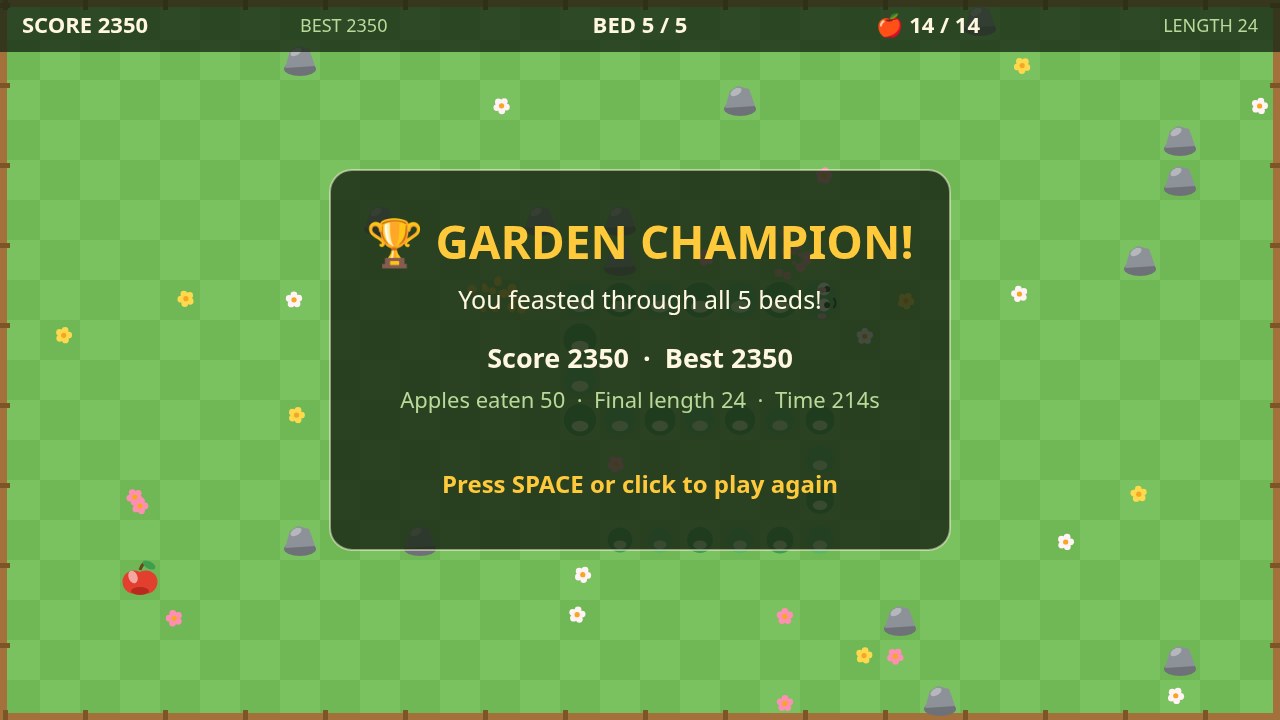 SCORE 2350 BEST 2350 BED 5 / 5 14 / 14 LENGTH 24
GARDEN CHAMPION!
You feasted through all 5 beds!
Score 2350 · Best 2350
Apples eaten 50 · Final length 24 · Time 214s
Press SPACE or click to play again